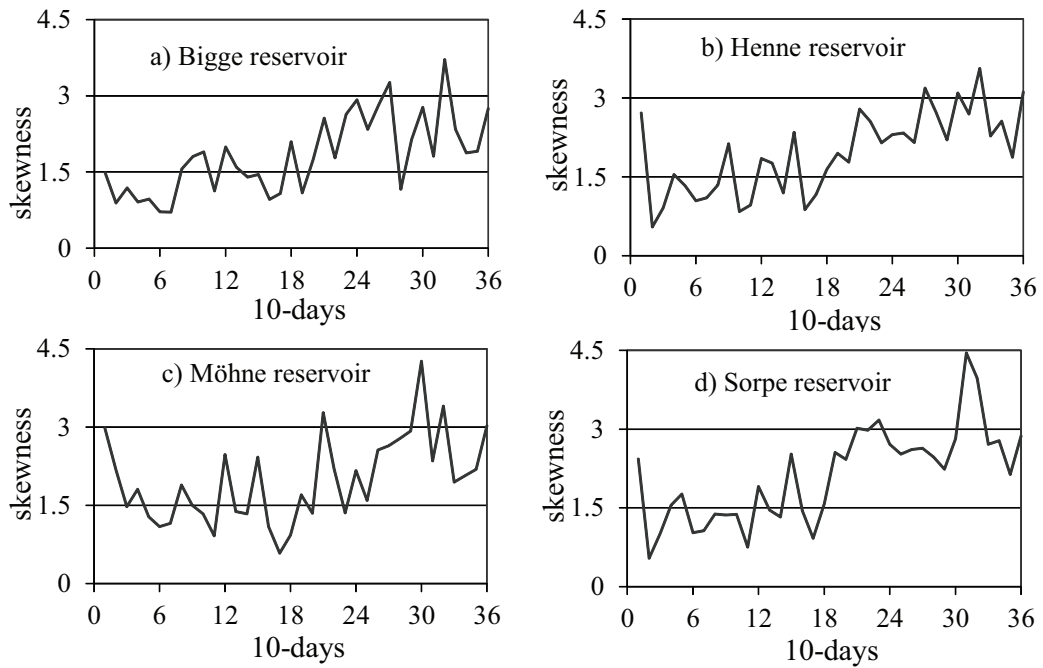 4.5
a) Bigge reservoir
3
skewness
1.5
0
0 6 12 18 24 30 36
10-days
4.5
b) Henne reservoir
3
skewness
1.5
0
0 6 12 18 24 30 36
10-days
4.5
c) Möhne reservoir
3
skewness
1.5
0
0 6 12 18 24 30 36
10-days
4.5
d) Sorpe reservoir
3
skewness
1.5
0
0 6 12 18 24 30 36
10-days